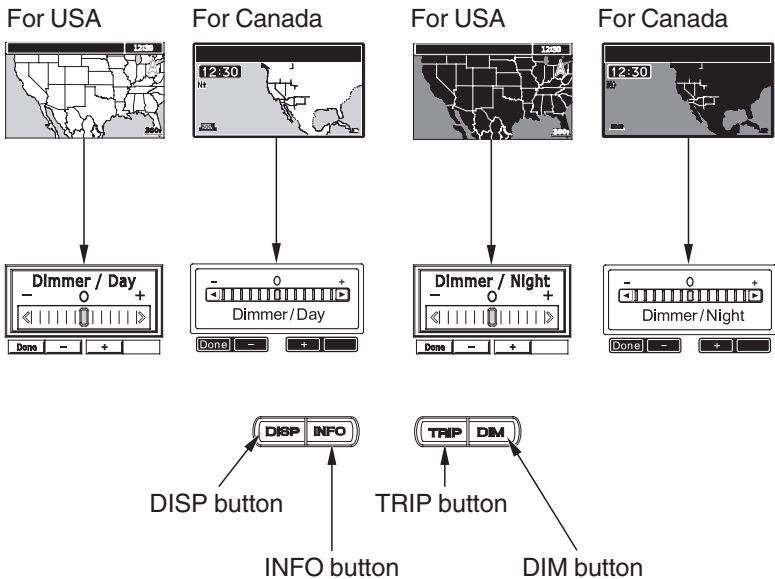 For USA
For Canada
For USA
For Canada
12:30
12:30
12:30
12:30
Dimmer / Day
− 0 +
Done − +
− 0 +
Dimmer/Day
Done − +
Dimmer / Night
− 0 +
Done − +
− 0 +
Dimmer/Night
Done − +
DISP INFO
TRIP DIM
DISP button
TRIP button
INFO button
DIM button